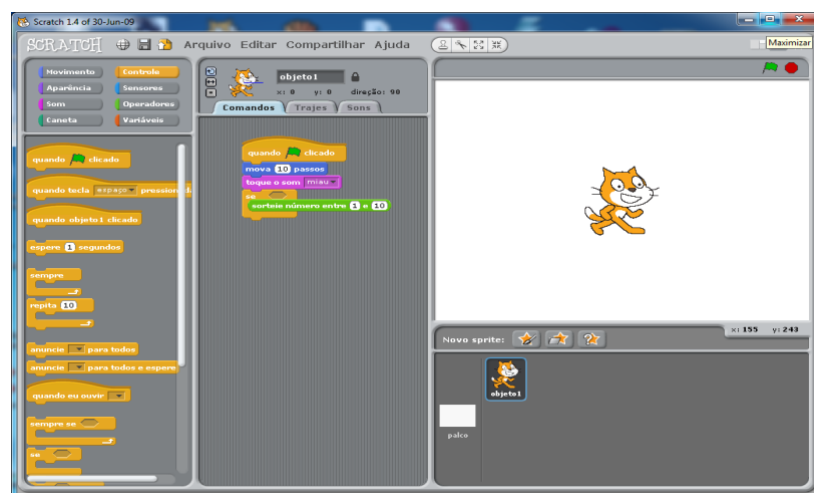 Scratch 1.4 of 30-Jun-09
SCRATCH Arquivo Editar Compartilhar Ajuda
Maximizar
Movimento Controle
Aparência Sensores
Som Operadores
Caneta Variáveis
objeto1
x: 0 y: 0 direção: 90
Comandos Trajes Sons
quando clicado
quando tecla espaço pressionada
quando objeto1 clicado
espere 1 segundos
sempre
repita 10
anuncie para todos
anuncie para todos e espere
quando eu ouvir
sempre se
se
quando clicado
mova 10 passos
toque o som miau
se
sorteie número entre 1 e 10
x: 155 y: 243
Novo sprite:
objeto1
palco